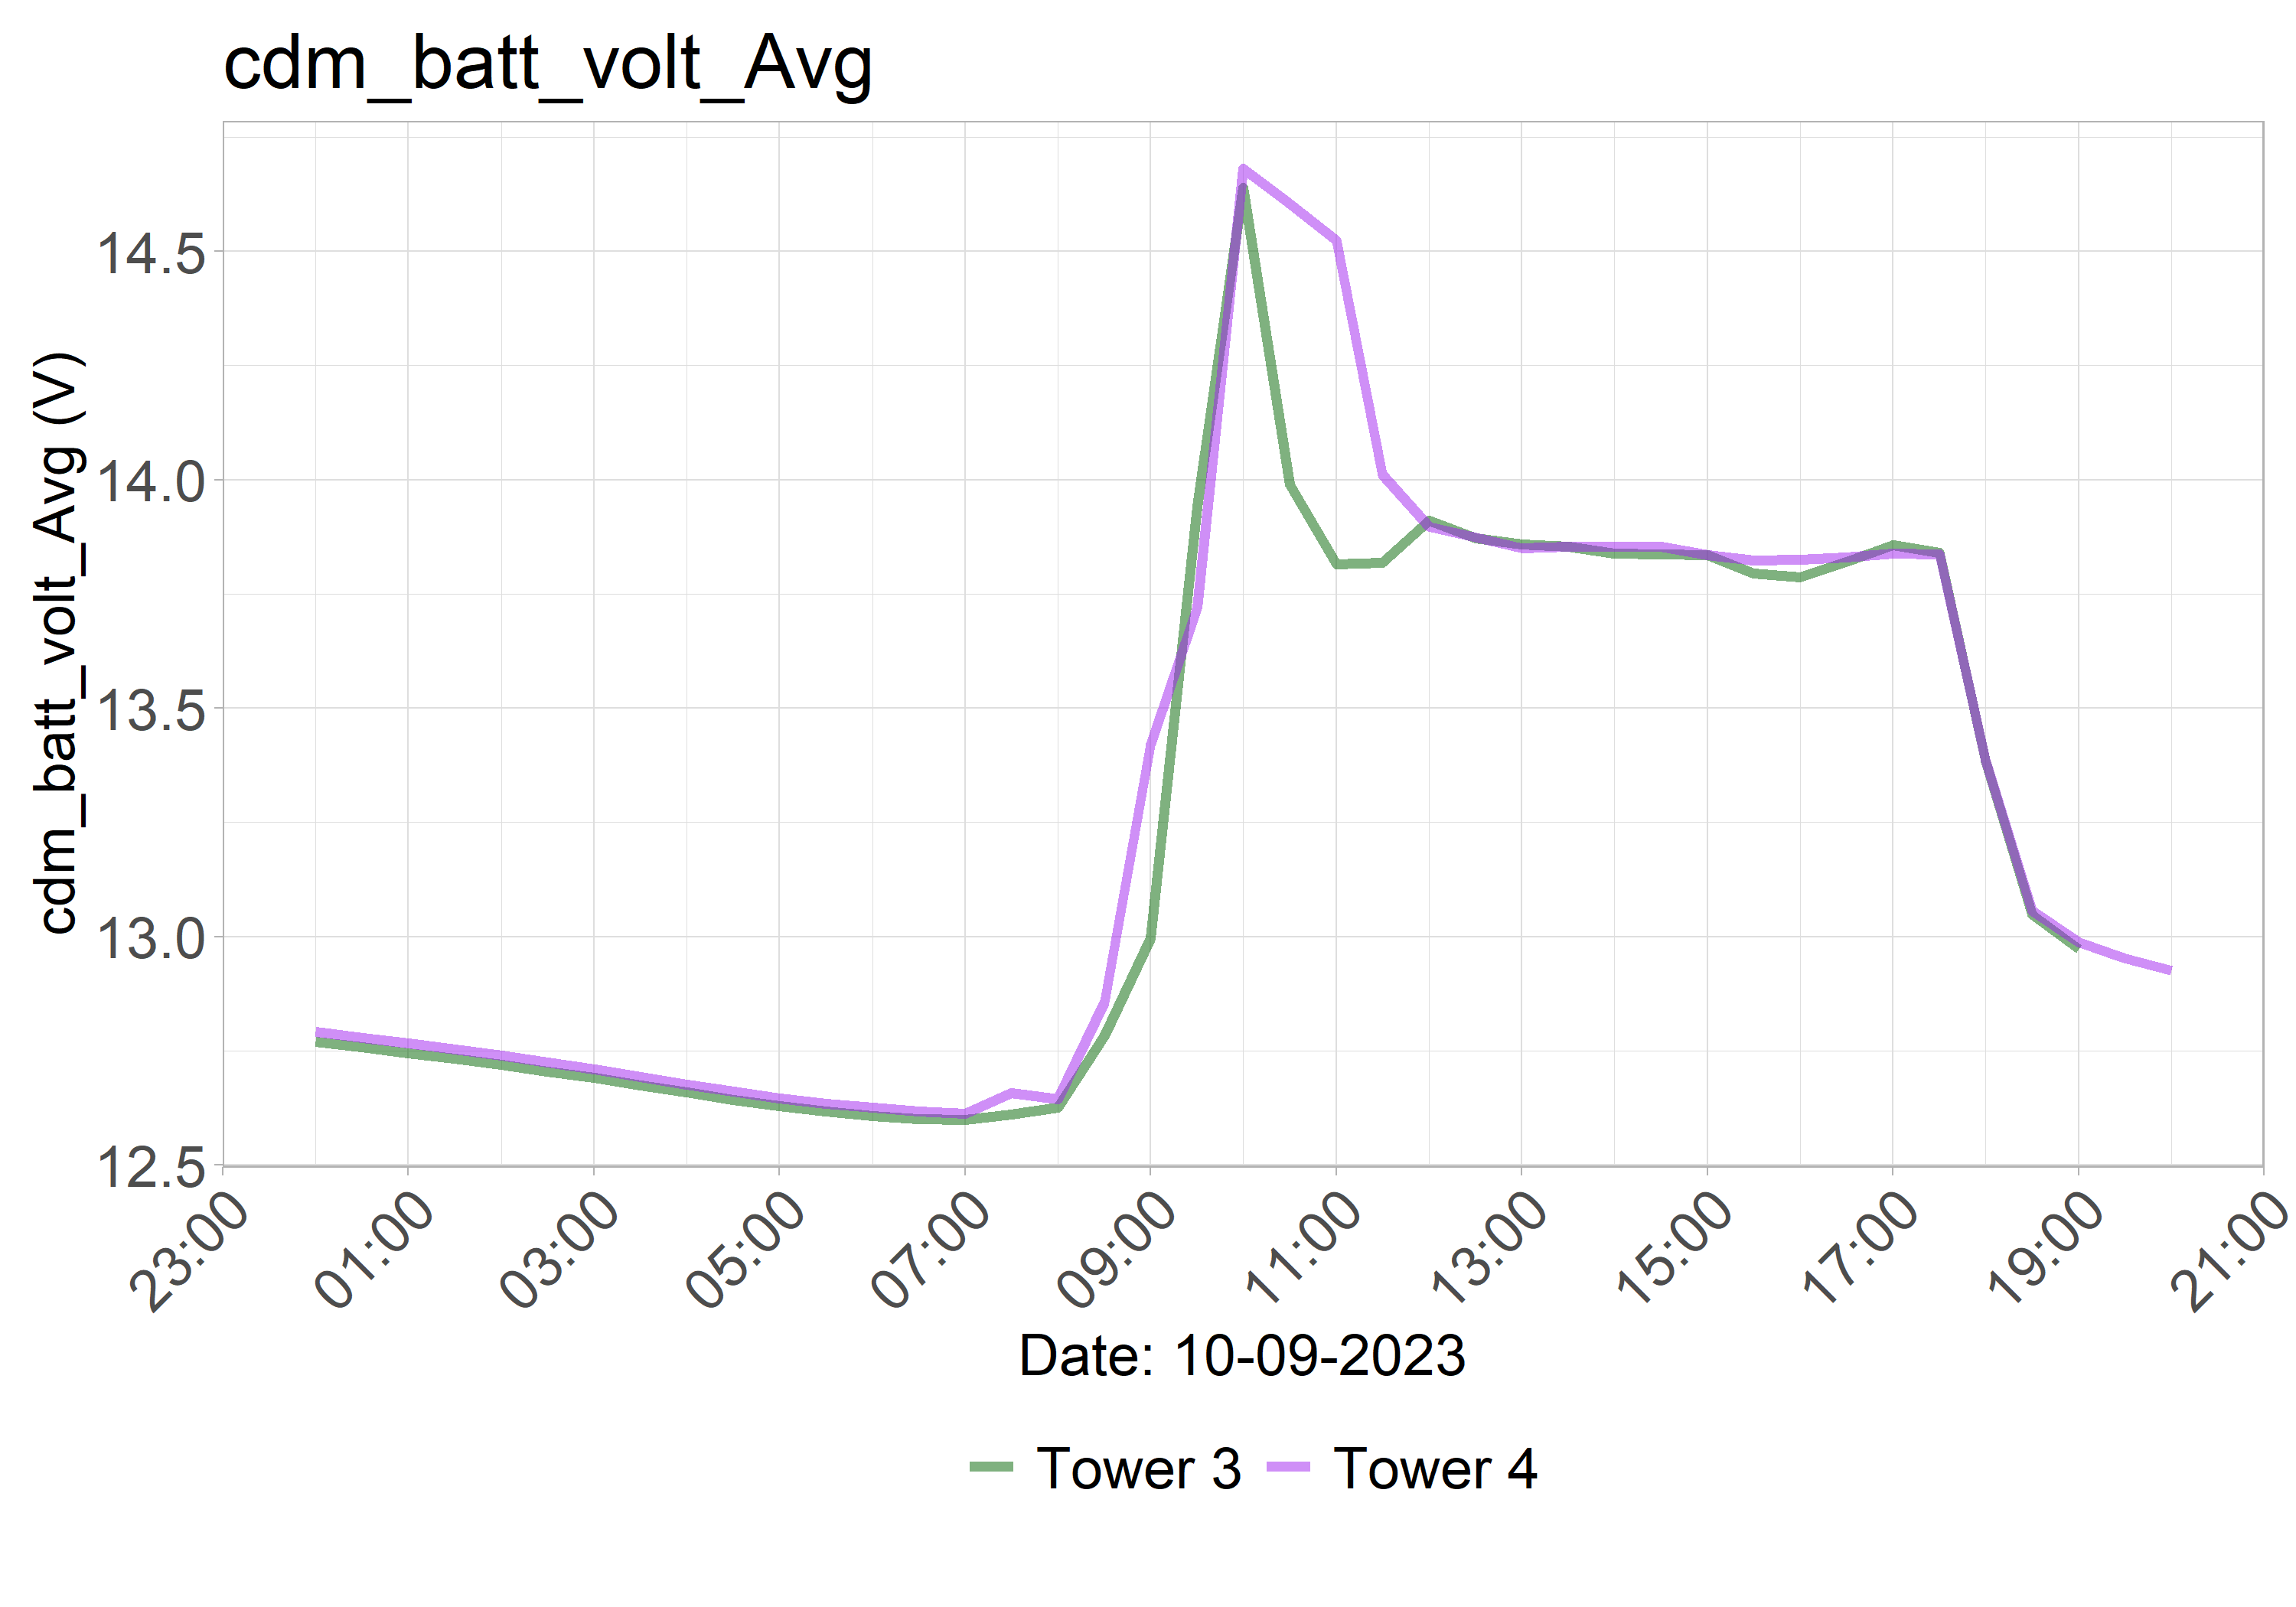 cdm_batt_volt_Avg
cdm_batt_volt_Avg (V)
14.5
14.0
13.5
13.0
12.5
23:00 01:00 03:00 05:00 07:00 09:00 11:00 13:00 15:00 17:00 19:00 21:00
Date: 10-09-2023
Tower 3 Tower 4